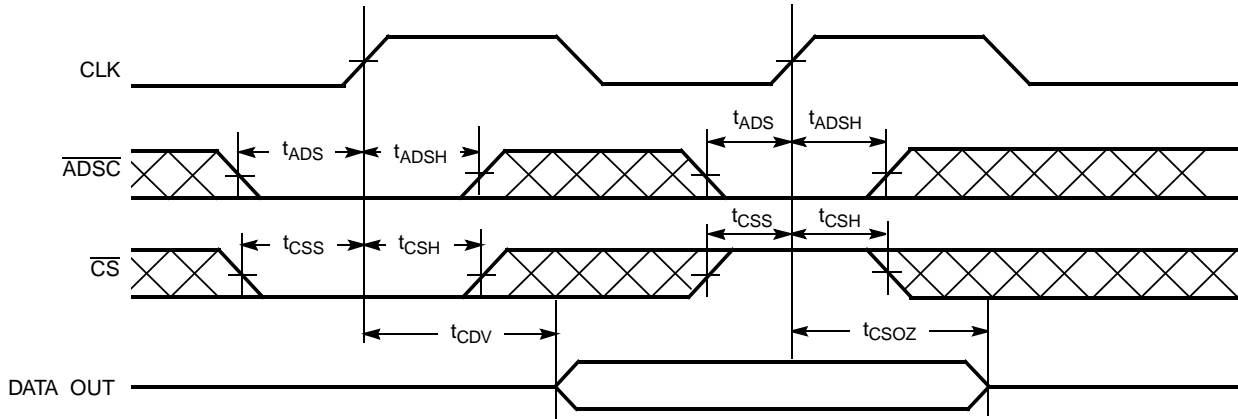 CLK
tADS tADSH tADS tADSH
ADSC
tCSS tCSH tCSS tCSH
CS
tCDV tCSOZ
DATA OUT